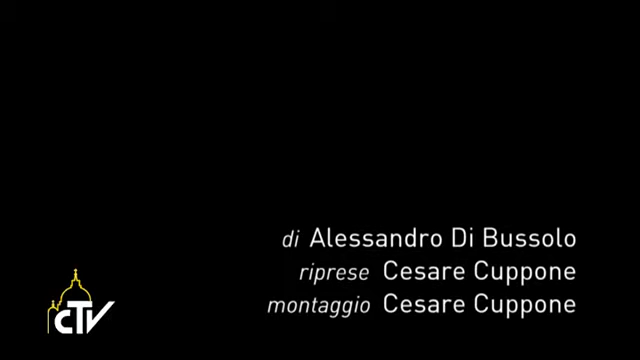 di Alessandro Di Bussolo
riprese Cesare Cuppone
montaggio Cesare Cuppone
CTV